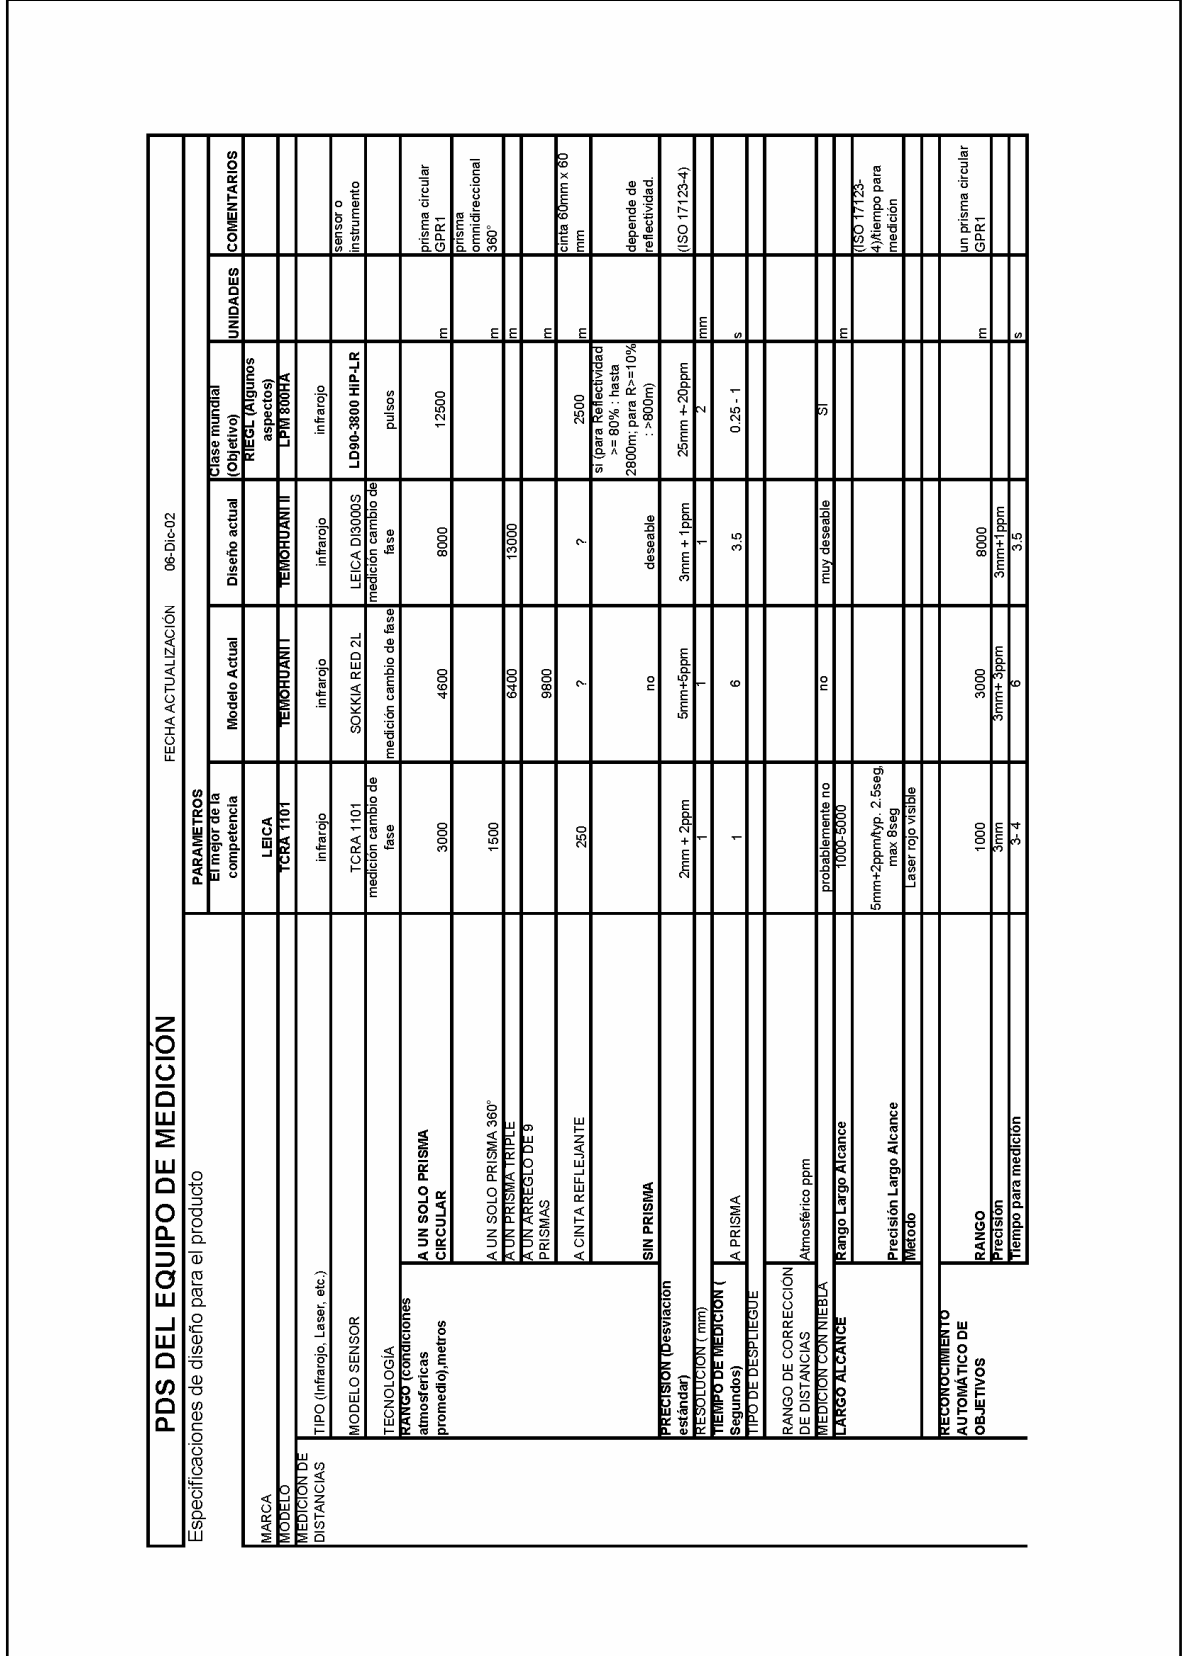 PDS DEL EQUIPO DE MEDICIÓN
FECHA ACTUALIZACIÓN 06-Dic-02
Especificaciones de diseño para el producto
PARAMETROS
El mejor de la
competencia
Modelo Actual
Diseño actual
Clase mundial
(Objetivo)
UNIDADES
COMENTARIOS
MARCA
LEICA
RIEGL (Algunos
aspectos)
MODELO
TCRA 1101
TEMOHUANI I
TEMOHUANI II
LPM 800HA
MEDICION DE
DISTANCIAS
TIPO (Infrarojo, Laser, etc.)
infrarojo
infrarojo
infrarojo
infrarojo
MODELO SENSOR
TCRA 1101
SOKKIA RED 2L
LEICA DI3000S
LD90-3800 HiP-LR
sensor o
instrumento
TECNOLOGÍA
medición cambio de
fase
medición cambio de fase
medición cambio de
fase
pulsos
RANGO (condiciones
atmosfericas
promedio),metros
A UN SOLO PRISMA
CIRCULAR
3000
4600
8000
12500
m
prisma circular
GPR1
A UN SOLO PRISMA 360°
1500
m
prisma
omnidireccional
360°
A UN PRISMA TRIPLE
6400
13000
m
A UN ARREGLO DE 9
PRISMAS
9800
m
A CINTA REFLEJANTE
250
?
?
2500
m
cinta 60mm x 60
mm
SIN PRISMA
no
deseable
si (para Reflectividad
>= 80% : hasta
2800m; para R>=10%
: >800m)
depende de
reflectividad.
PRECISION (Desviación
estándar)
2mm + 2ppm
5mm+5ppm
3mm + 1ppm
25mm +-20ppm
(ISO 17123-4)
RESOLUCION ( mm)
1
1
1
2
mm
TIEMPO DE MEDICION (
Segundos)
A PRISMA
1
6
3.5
0.25 - 1
s
TIPO DE DESPLIEGUE
RANGO DE CORRECCIÓN
DE DISTANCIAS
Atmosférico ppm
MEDICION CON NIEBLA
probablemente no
no
muy deseable
SI
LARGO ALCANCE
Rango Largo Alcance
1000-5000
m
Precisión Largo Alcance
5mm+2ppm/typ. 2.5seg,
max 8seg
(ISO 17123-
4)/tiempo para
medición
Metodo
Laser rojo visible
RECONOCIMIENTO
AUTOMÁTICO DE
OBJETIVOS
RANGO
1000
3000
8000
m
un prisma circular
GPR1
Precisión
3mm
3mm+ 3ppm
3mm+1ppm
Tiempo para medición
3- 4
6
3.5
s